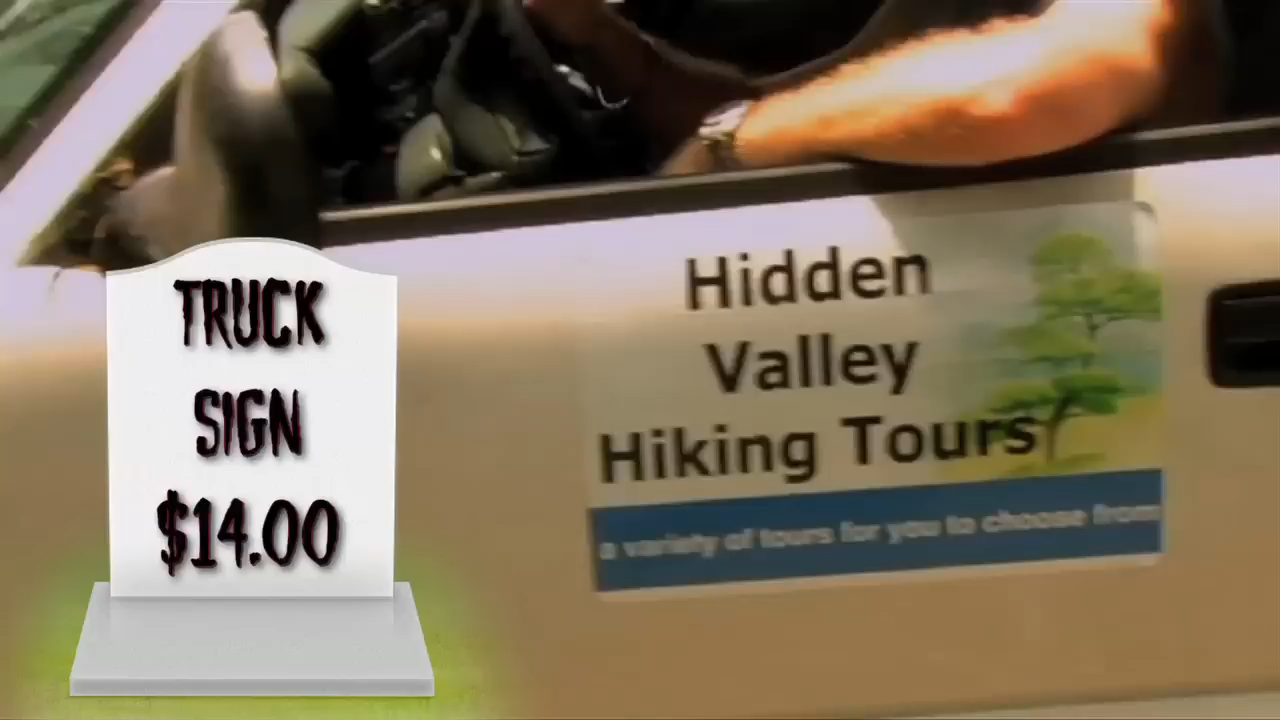 TRUCK
SIGN
$14.00
Hidden
Valley
Hiking Tours
a variety of tours for you to choose from